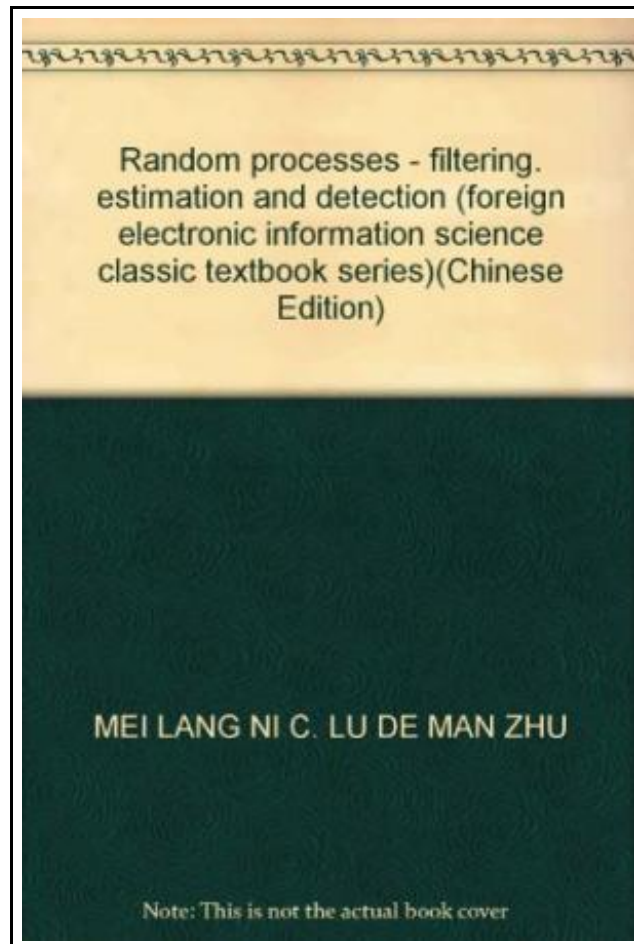 Random processes - filtering.
estimation and detection (foreign
electronic information science
classic textbook series)(Chinese
Edition)
MEI LANG NI C. LU DE MAN ZHU
Note: This is not the actual book cover